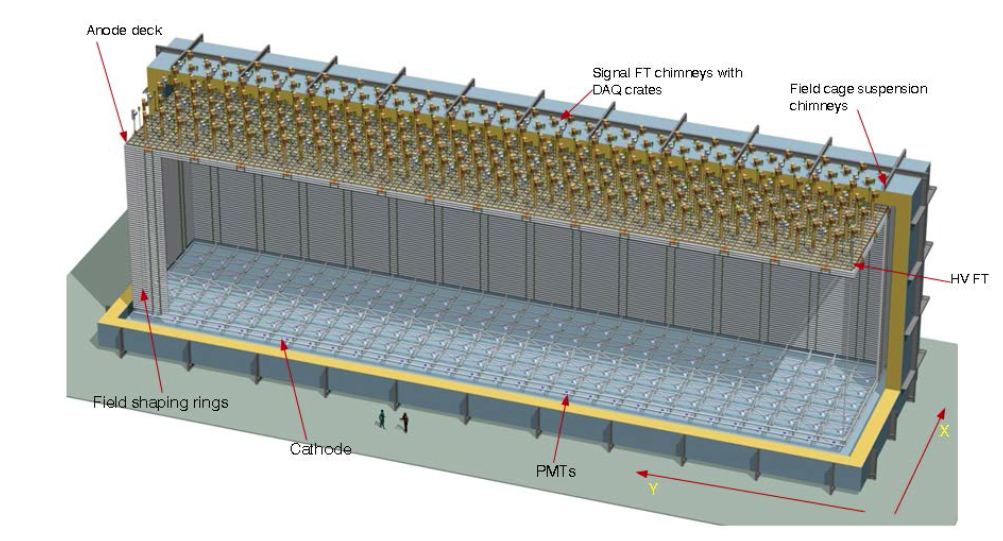 Anode deck
Signal FT chimneys with
DAQ crates
Field cage suspension
chimneys
HV FT
Field shaping rings
Cathode
PMTs
X
Y